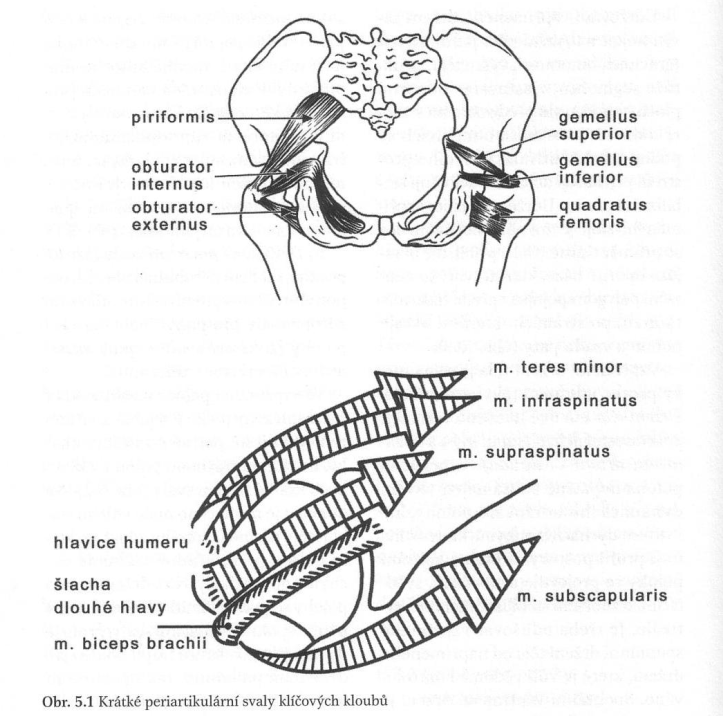 piriformis
obturator
internus
obturator
externus
gemellus
superior
gemellus
inferior
quadratus
femoris
m. teres minor
m. infraspinatus
m. supraspinatus
hlavice humeru
šlacha
dlouhé hlavy
m. biceps brachii
m. subscapularis
Obr. 5.1 Krátké periartikulární svaly klíčových kloubů